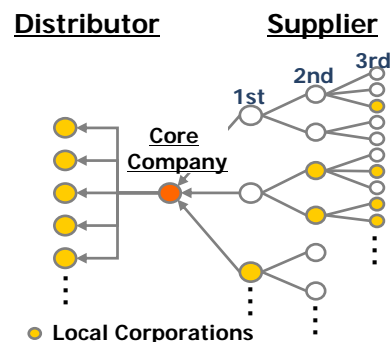 Distributor
Supplier
1st
2nd
3rd
Core
Company
Local Corporations